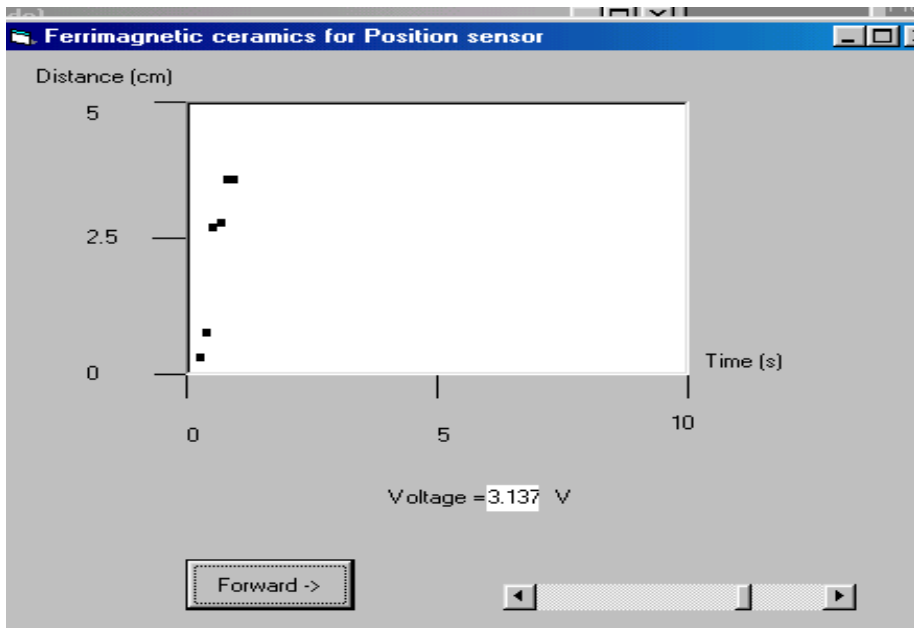 Ferrimagnetic ceramics for Position sensor
Distance (cm)
5
2.5
0
Time (s)
0
5
10
Voltage = 3.137 V
Forward ->